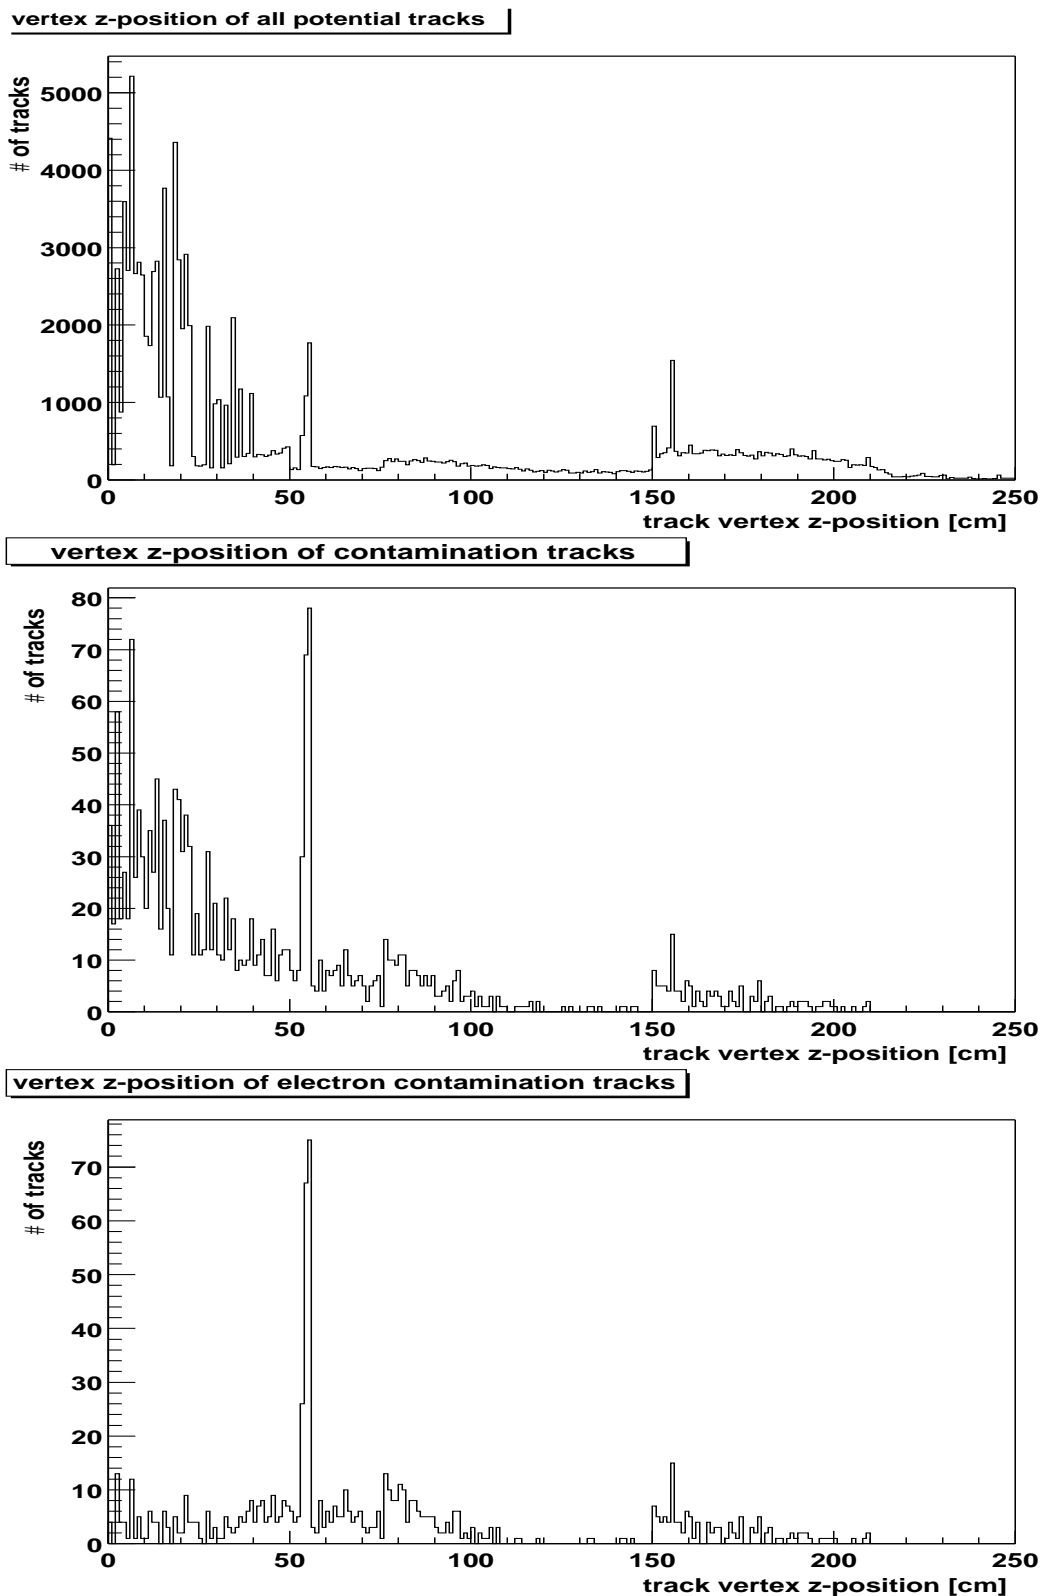 vertex z-position of all potential tracks
# of tracks
5000
4000
3000
2000
1000
0
0 50 100 150 200 250
track vertex z-position [cm]
vertex z-position of contamination tracks
# of tracks
80
70
60
50
40
30
20
10
0
0 50 100 150 200 250
track vertex z-position [cm]
vertex z-position of electron contamination tracks
# of tracks
70
60
50
40
30
20
10
0
0 50 100 150 200 250
track vertex z-position [cm]